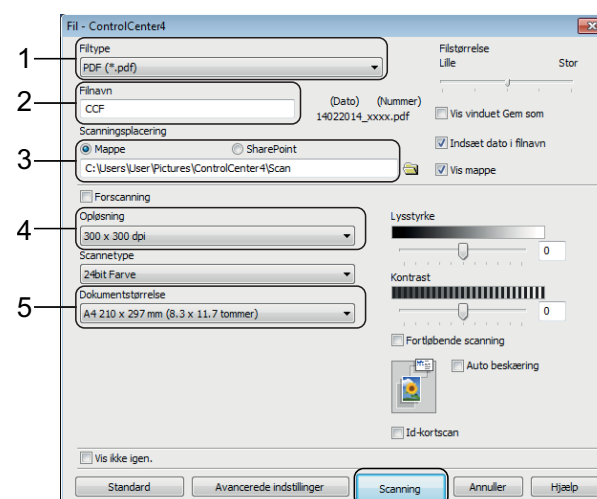 Fil - ControlCenter4
1
Filtype
PDF (*.pdf)
Filstørrelse
Lille Stor
2
Filnavn
CCF
(Dato) (Nummer)
14022014_xxxx.pdf
Vis vinduet Gem som
Scanningsplacering
Indsæt dato i filnavn
3
Mappe SharePoint
C:\Users\User\Pictures\ControlCenter4\Scan
Vis mappe
Forscanning
4
Opløsning
300 x 300 dpi
Lysstyrke
0
Scannetype
24bit Farve
Kontrast
0
5
Dokumentstørrelse
A4 210 x 297 mm (8.3 x 11.7 tommer)
Fortløbende scanning
Auto beskæring
Id-kortscan
Vis ikke igen.
Standard Avancerede indstillinger Scanning Annuller Hjælp